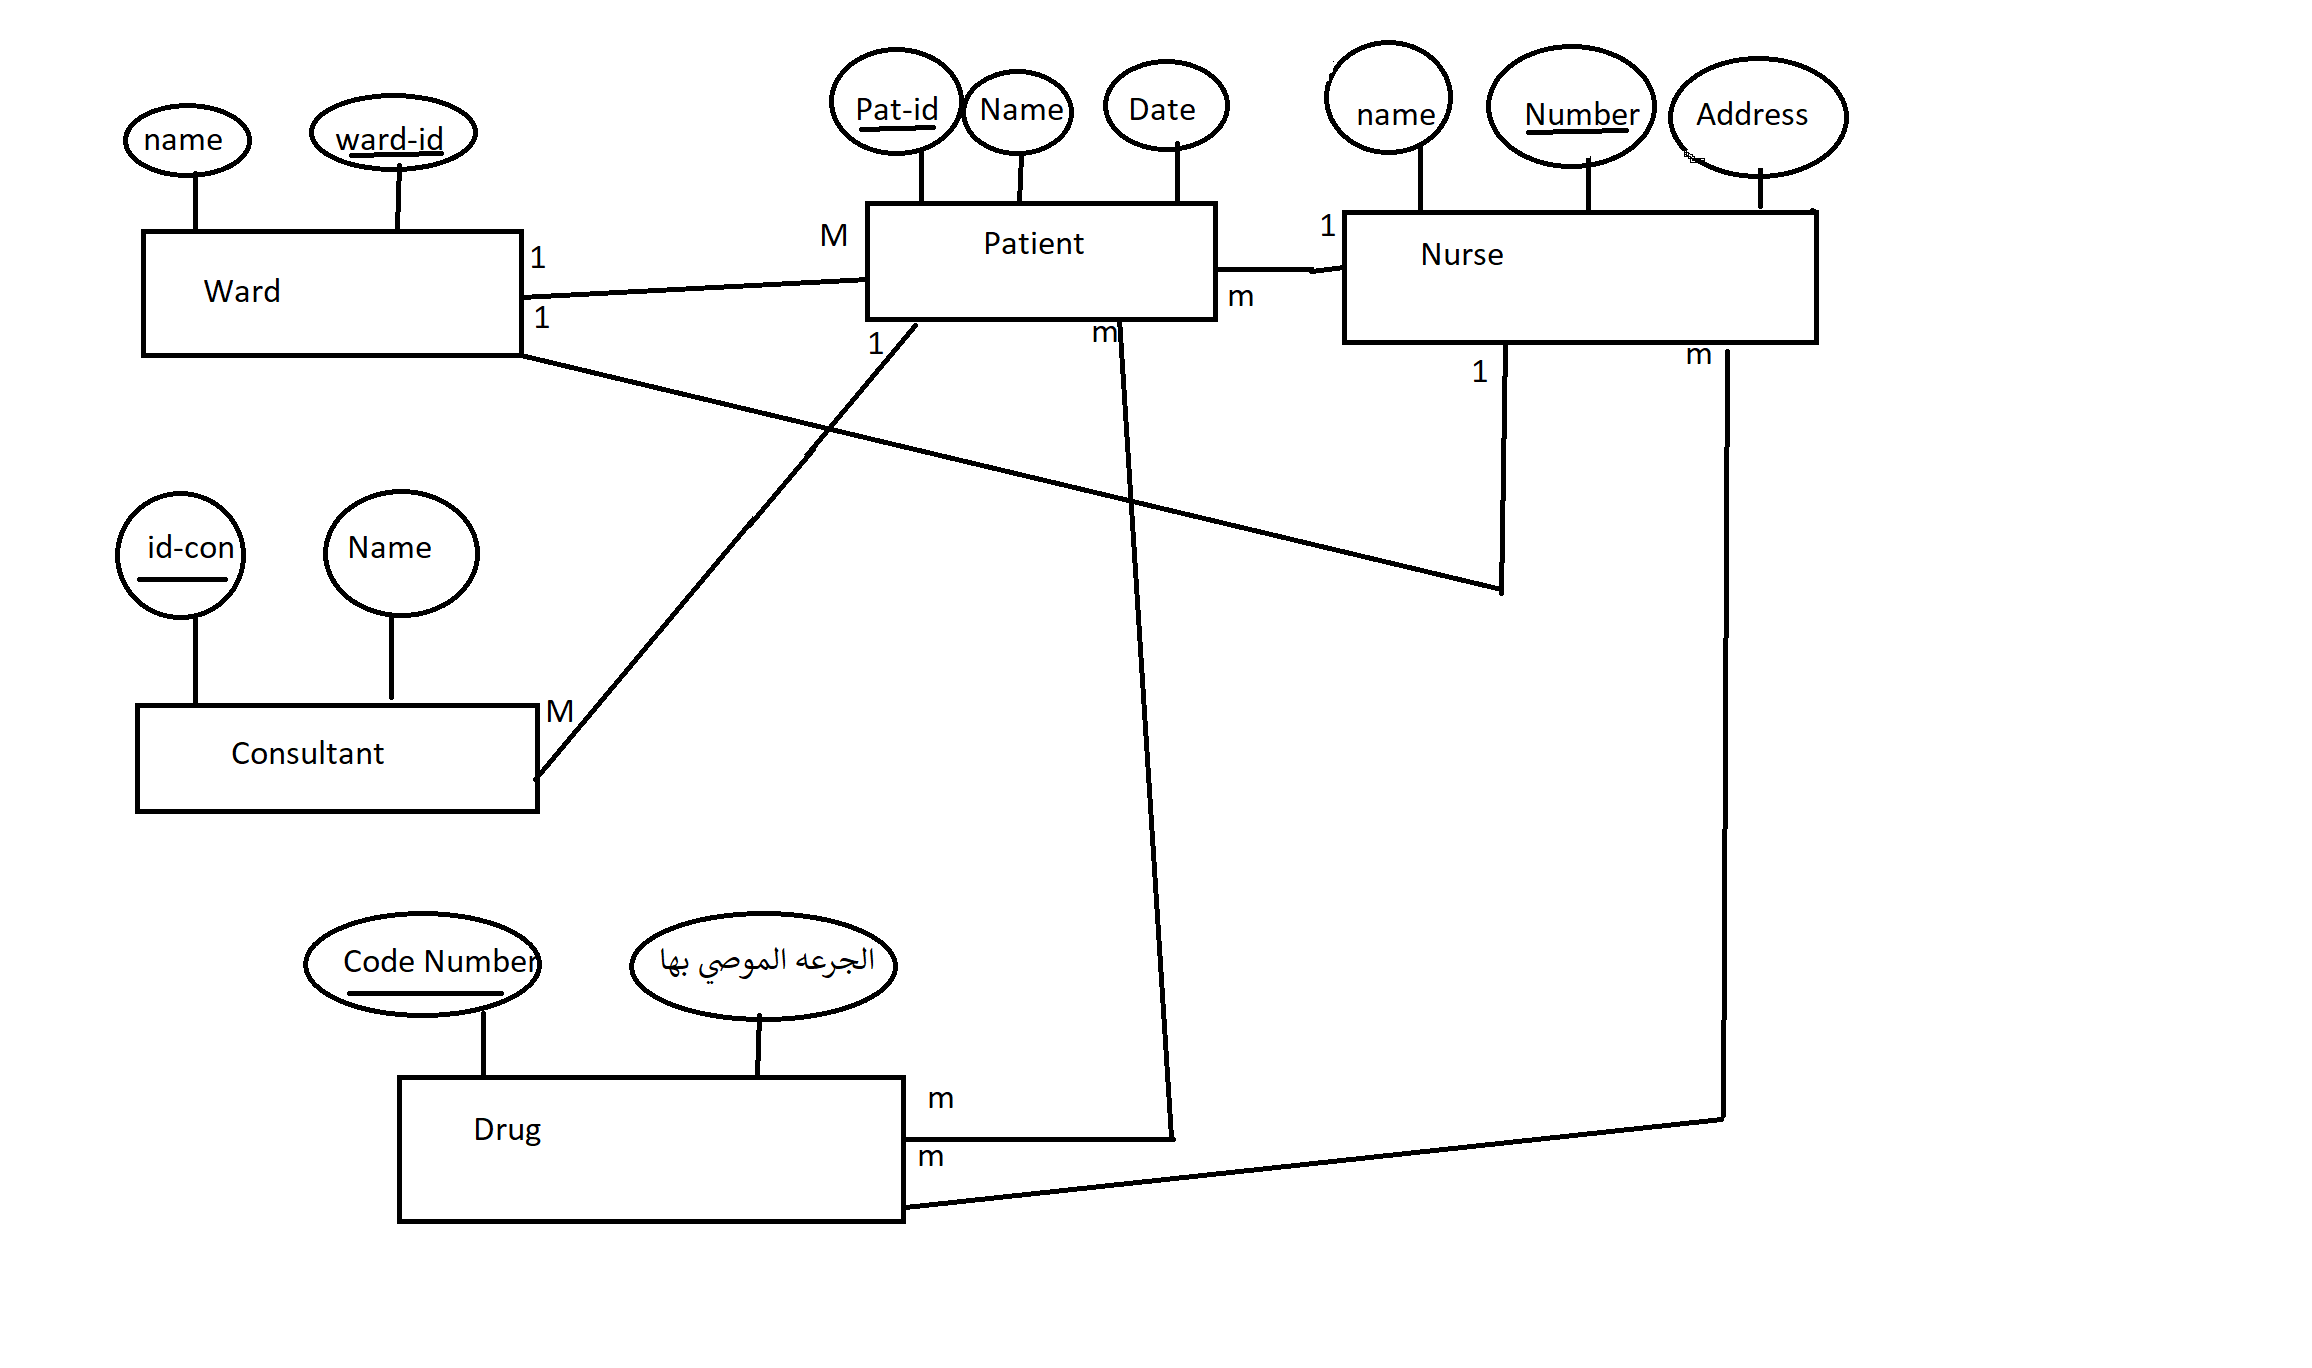 name
ward-id
Pat-id
Name
Date
name
Number
Address
Ward
1
1
M
Patient
1
m
m
1
Nurse
1
m
id-con
Name
Consultant
M
Code Number
الجرعه الموصي بها
Drug
m
m